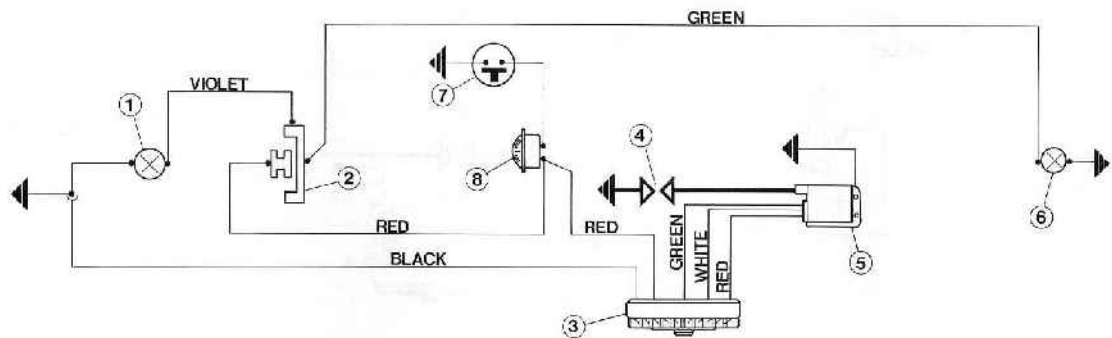 GREEN
7
VIOLET
1
4
2
8
6
RED
RED
GREEN
WHITE
RED
5
BLACK
3